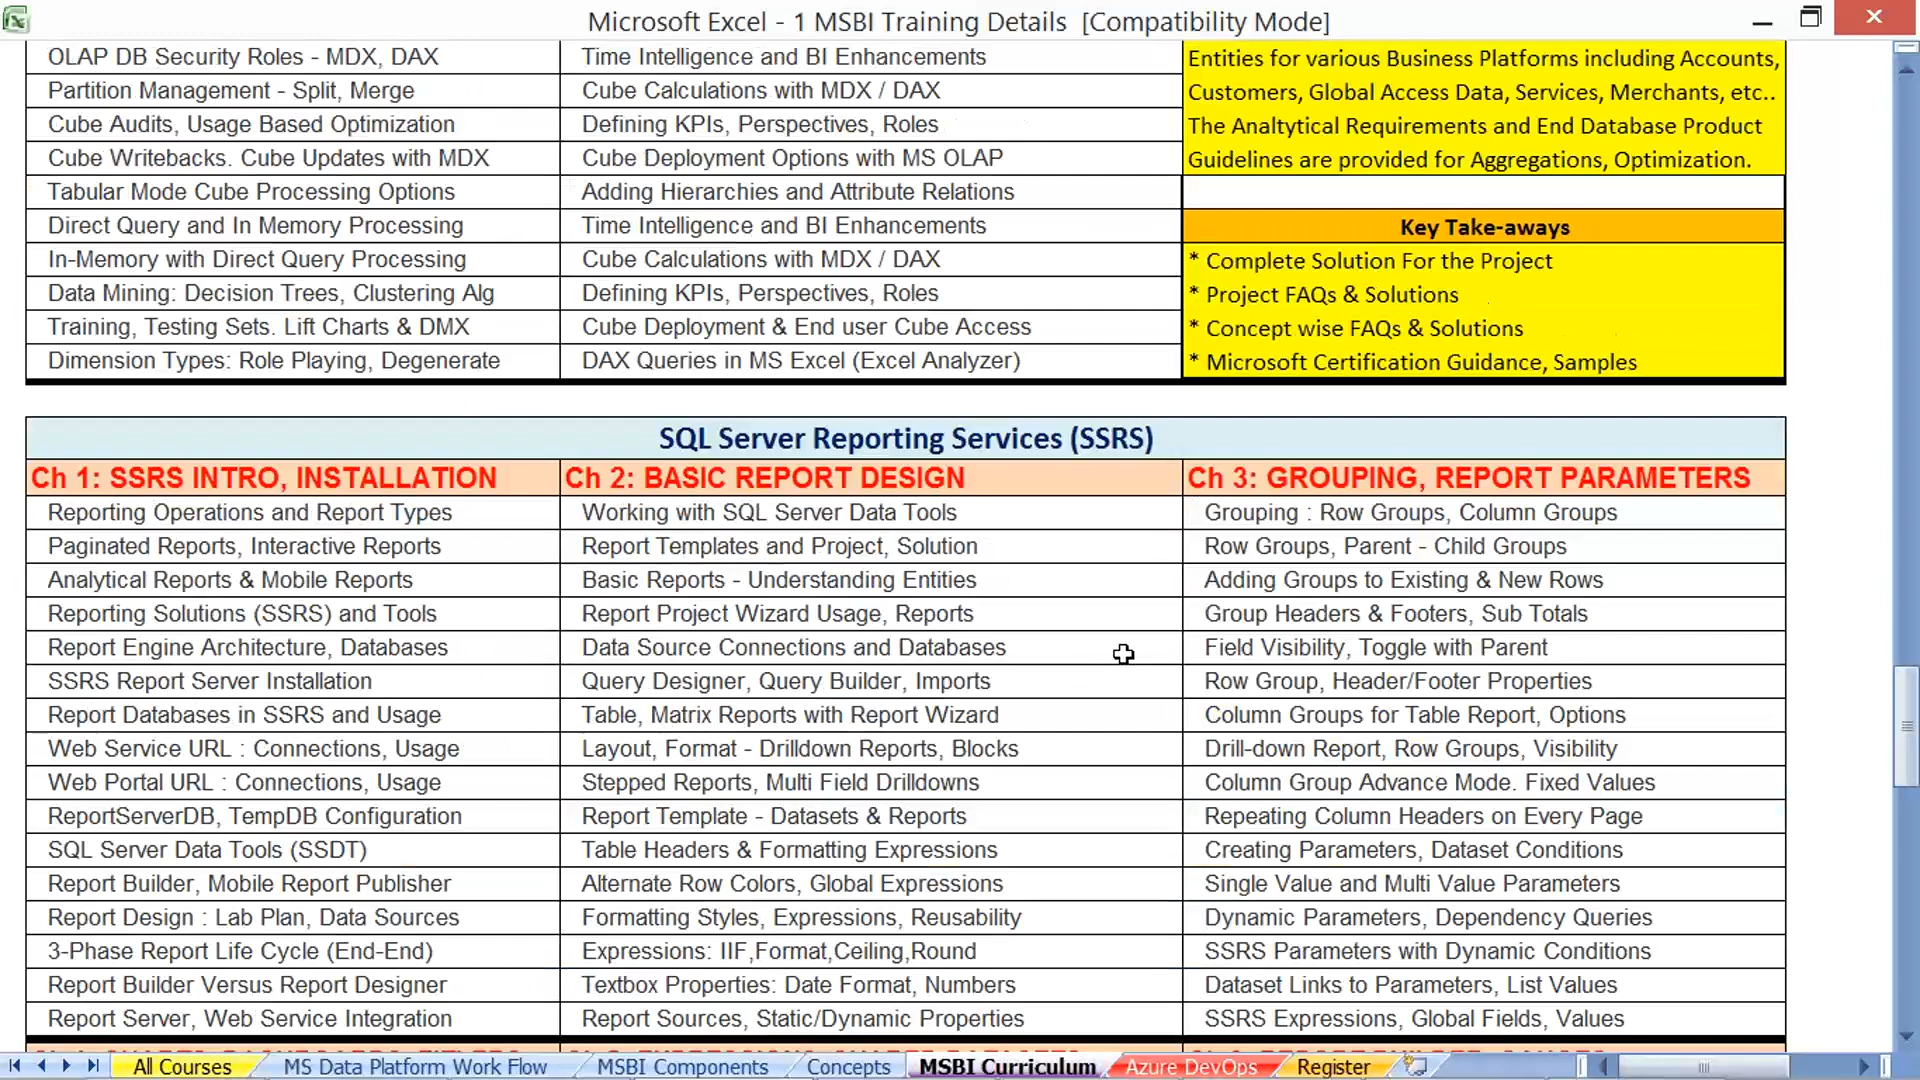 Microsoft Excel - 1 MSBI Training Details [Compatibility Mode]
OLAP DB Security Roles - MDX, DAX
Time Intelligence and BI Enhancements
Entities for various Business Platforms including Accounts,
Partition Management - Split, Merge
Cube Calculations with MDX / DAX
Customers, Global Access Data, Services, Merchants, etc..
Cube Audits, Usage Based Optimization
Defining KPIs, Perspectives, Roles
The Analtytical Requirements and End Database Product
Cube Writebacks. Cube Updates with MDX
Cube Deployment Options with MS OLAP
Guidelines are provided for Aggregations, Optimization.
Tabular Mode Cube Processing Options
Adding Hierarchies and Attribute Relations
Direct Query and In Memory Processing
Time Intelligence and BI Enhancements
Key Take-aways
In-Memory with Direct Query Processing
Cube Calculations with MDX / DAX
* Complete Solution For the Project
Data Mining: Decision Trees, Clustering Alg
Defining KPIs, Perspectives, Roles
* Project FAQs & Solutions
Training, Testing Sets. Lift Charts & DMX
Cube Deployment & End user Cube Access
* Concept wise FAQs & Solutions
Dimension Types: Role Playing, Degenerate
DAX Queries in MS Excel (Excel Analyzer)
* Microsoft Certification Guidance, Samples
SQL Server Reporting Services (SSRS)
Ch 1: SSRS INTRO, INSTALLATION
Ch 2: BASIC REPORT DESIGN
Ch 3: GROUPING, REPORT PARAMETERS
Reporting Operations and Report Types
Working with SQL Server Data Tools
Grouping : Row Groups, Column Groups
Paginated Reports, Interactive Reports
Report Templates and Project, Solution
Row Groups, Parent - Child Groups
Analytical Reports & Mobile Reports
Basic Reports - Understanding Entities
Adding Groups to Existing & New Rows
Reporting Solutions (SSRS) and Tools
Report Project Wizard Usage, Reports
Group Headers & Footers, Sub Totals
Report Engine Architecture, Databases
Data Source Connections and Databases
Field Visibility, Toggle with Parent
SSRS Report Server Installation
Query Designer, Query Builder, Imports
Row Group, Header/Footer Properties
Report Databases in SSRS and Usage
Table, Matrix Reports with Report Wizard
Column Groups for Table Report, Options
Web Service URL : Connections, Usage
Layout, Format - Drilldown Reports, Blocks
Drill-down Report, Row Groups, Visibility
Web Portal URL : Connections, Usage
Stepped Reports, Multi Field Drilldowns
Column Group Advance Mode. Fixed Values
ReportServerDB, TempDB Configuration
Report Template - Datasets & Reports
Repeating Column Headers on Every Page
SQL Server Data Tools (SSDT)
Table Headers & Formatting Expressions
Creating Parameters, Dataset Conditions
Report Builder, Mobile Report Publisher
Alternate Row Colors, Global Expressions
Single Value and Multi Value Parameters
Report Design : Lab Plan, Data Sources
Formatting Styles, Expressions, Reusability
Dynamic Parameters, Dependency Queries
3-Phase Report Life Cycle (End-End)
Expressions: IIF,Format,Ceiling,Round
SSRS Parameters with Dynamic Conditions
Report Builder Versus Report Designer
Textbox Properties: Date Format, Numbers
Dataset Links to Parameters, List Values
Report Server, Web Service Integration
Report Sources, Static/Dynamic Properties
SSRS Expressions, Global Fields, Values
All Courses
MS Data Platform Work Flow
MSBI Components
Concepts
MSBI Curriculum
Azure DevOps
Register